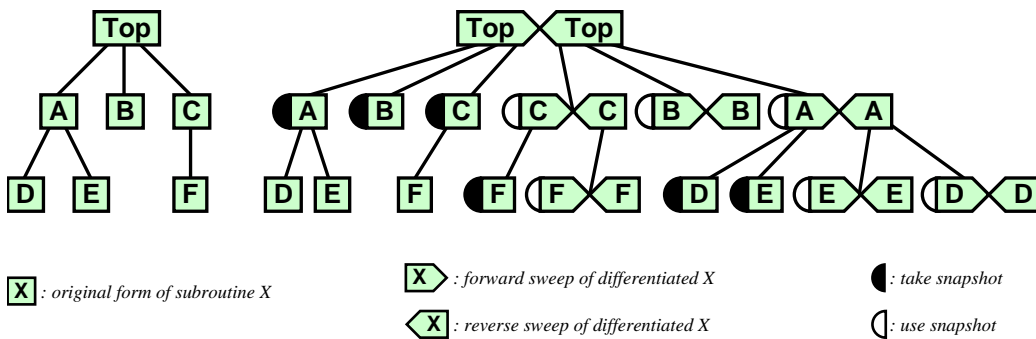 Top Top Top
A B C A B C C C B B A A
D E F D E F F F F D E E E D D
X : original form of subroutine X
X : forward sweep of differentiated X
X : reverse sweep of differentiated X
: take snapshot
: use snapshot